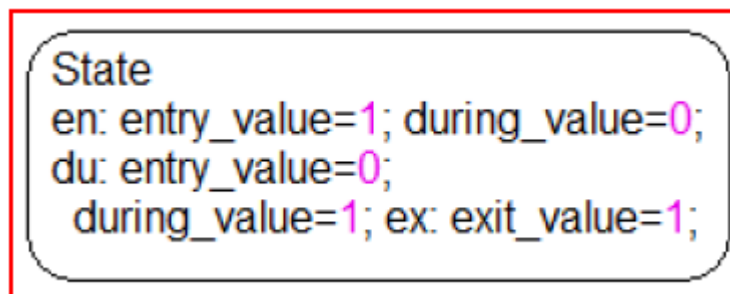 State
en: entry_value=1; during_value=0;
du: entry_value=0;
during_value=1; ex: exit_value=1;